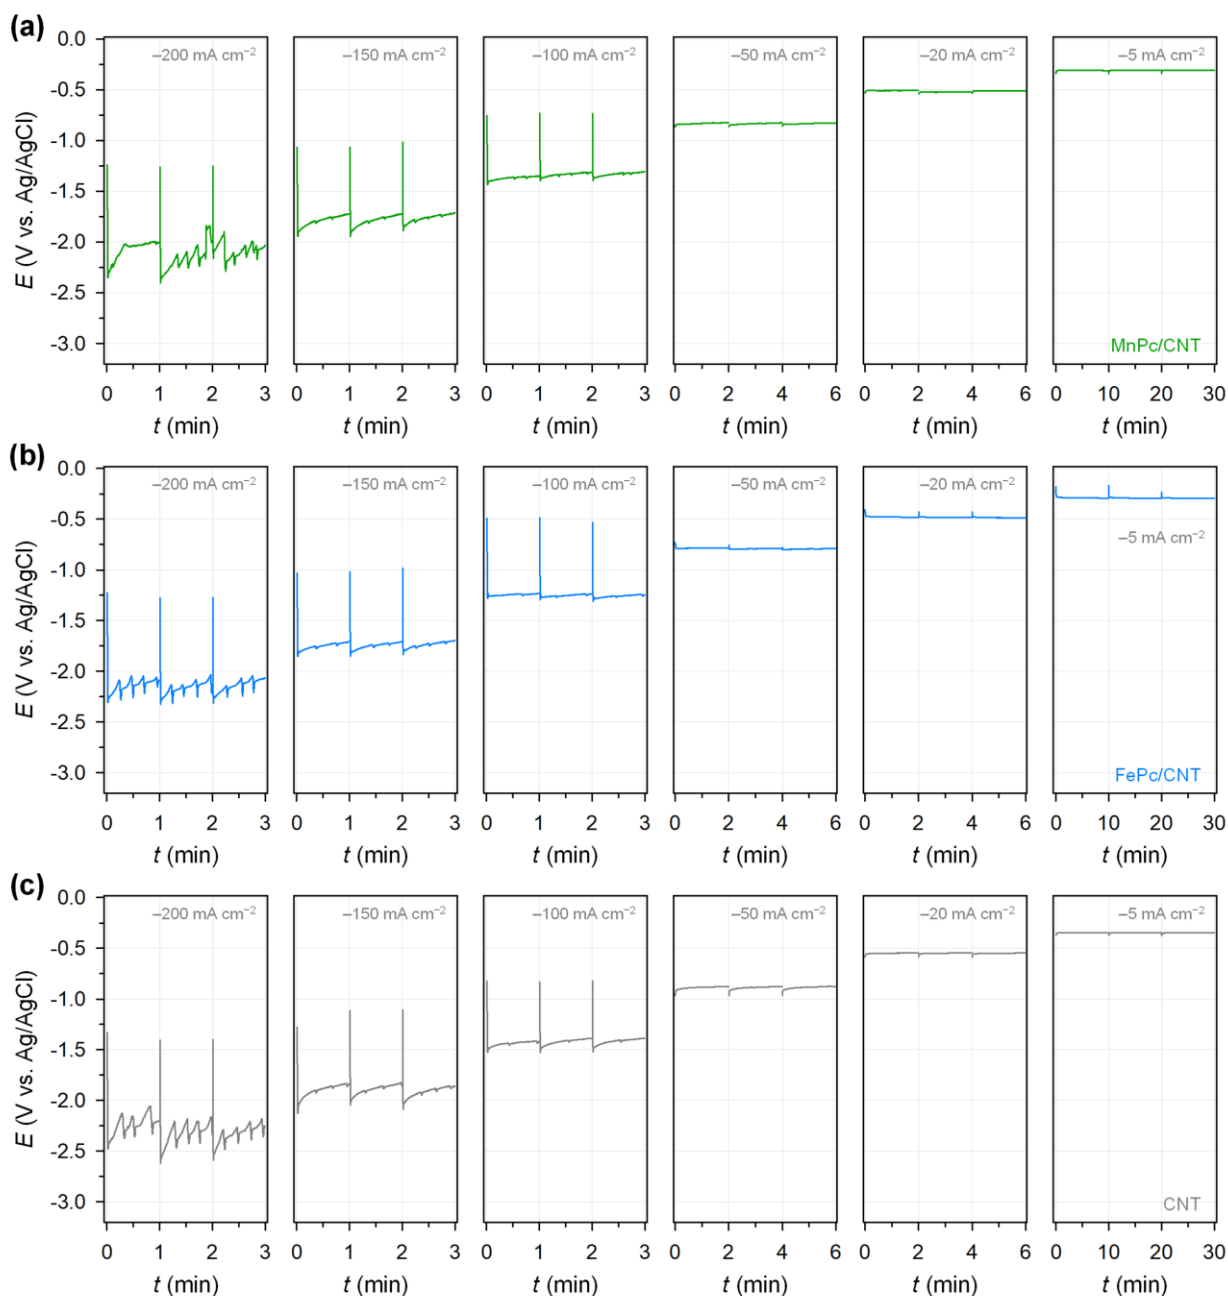 (a)
–200 mA cm⁻² –150 mA cm⁻² –100 mA cm⁻² –50 mA cm⁻² –20 mA cm⁻² –5 mA cm⁻²
0.0
-0.5
-1.0
-1.5
-2.0
-2.5
-3.0
E (V vs. Ag/AgCl)
MnPc/CNT
0 1 2 3 0 1 2 3 0 1 2 3 0 2 4 6 0 2 4 6 0 10 20 30
t (min) t (min) t (min) t (min) t (min) t (min)
(b)
–200 mA cm⁻² –150 mA cm⁻² –100 mA cm⁻² –50 mA cm⁻² –20 mA cm⁻²
–5 mA cm⁻²
0.0
-0.5
-1.0
-1.5
-2.0
-2.5
-3.0
E (V vs. Ag/AgCl)
FePc/CNT
0 1 2 3 0 1 2 3 0 1 2 3 0 2 4 6 0 2 4 6 0 10 20 30
t (min) t (min) t (min) t (min) t (min) t (min)
(c)
–200 mA cm⁻² –150 mA cm⁻² –100 mA cm⁻² –50 mA cm⁻² –20 mA cm⁻² –5 mA cm⁻²
0.0
-0.5
-1.0
-1.5
-2.0
-2.5
-3.0
E (V vs. Ag/AgCl)
CNT
0 1 2 3 0 1 2 3 0 1 2 3 0 2 4 6 0 2 4 6 0 10 20 30
t (min) t (min) t (min) t (min) t (min) t (min)